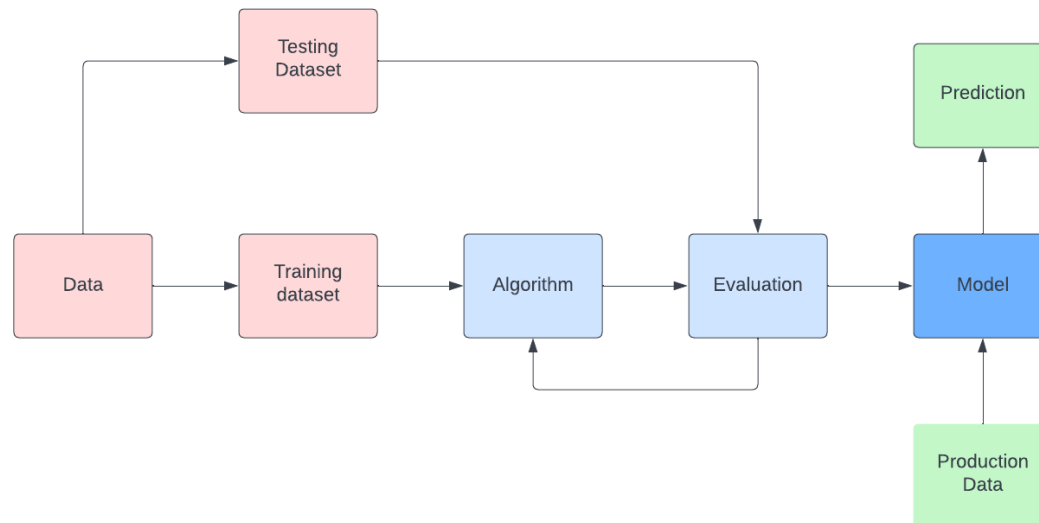 Testing
Dataset
Prediction
Data
Training
dataset
Algorithm
Evaluation
Model
Production
Data